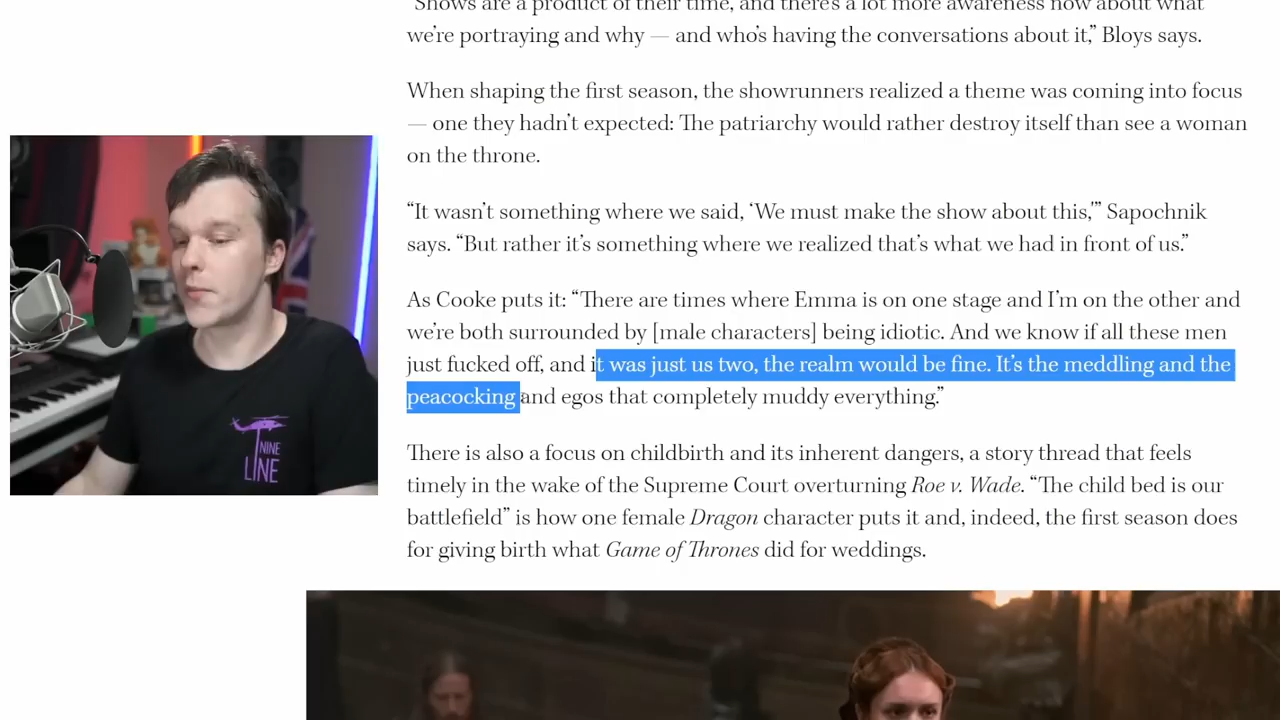 "Shows are a product of their time, and there's a lot more awareness now about what
we're portraying and why — and who's having the conversations about it," Bloys says.
When shaping the first season, the showrunners realized a theme was coming into focus
— one they hadn't expected: The patriarchy would rather destroy itself than see a woman
on the throne.
“It wasn't something where we said, ‘We must make the show about this,’” Sapochnik
says. “But rather it's something where we realized that's what we had in front of us.”
As Cooke puts it: “There are times where Emma is on one stage and I'm on the other and
we're both surrounded by [male characters] being idiotic. And we know if all these men
just fucked off, and it was just us two, the realm would be fine. It's the meddling and the
peacocking and egos that completely muddy everything.”
There is also a focus on childbirth and its inherent dangers, a story thread that feels
timely in the wake of the Supreme Court overturning Roe v. Wade. “The child bed is our
battlefield” is how one female Dragon character puts it and, indeed, the first season does
for giving birth what Game of Thrones did for weddings.
NINE
LINE